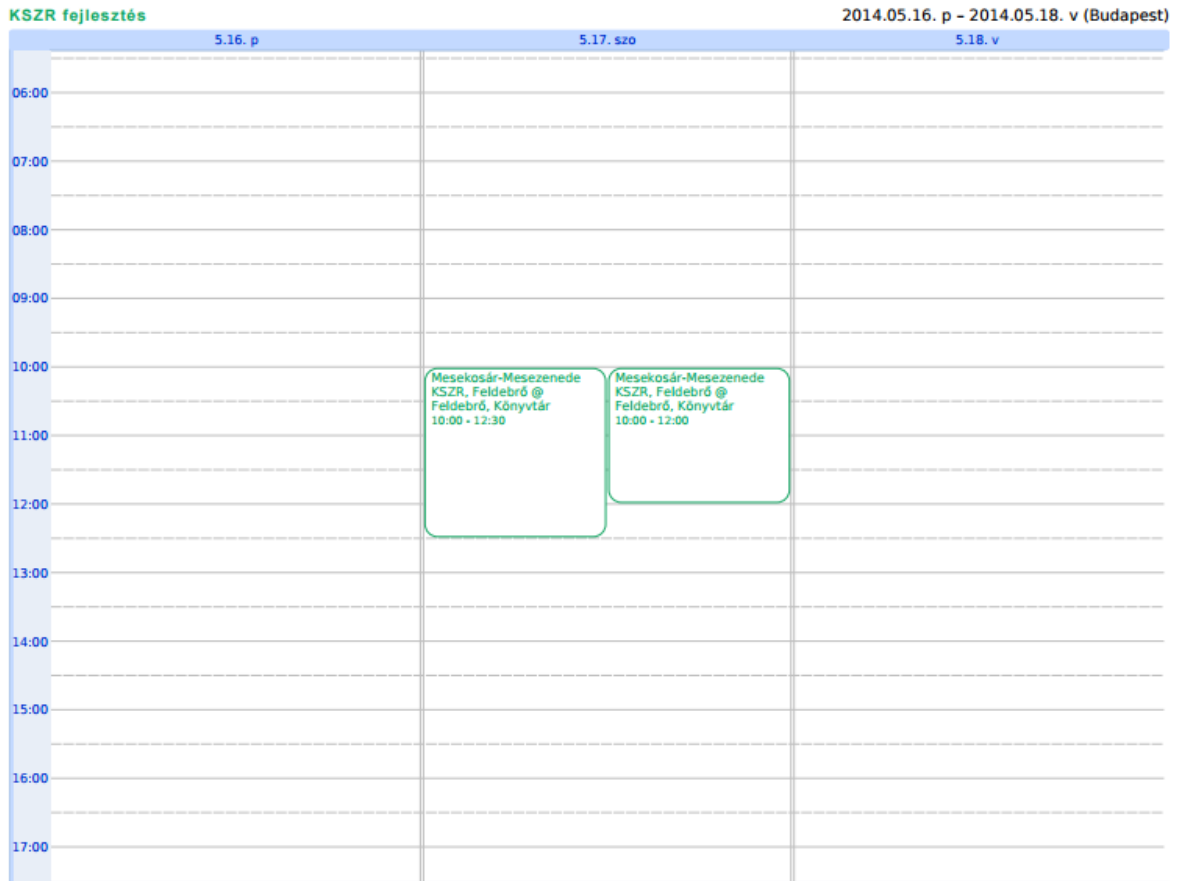 KSZR fejlesztés
2014.05.16. p – 2014.05.18. v (Budapest)
5.16. p
5.17. szo
5.18. v
06:00
07:00
08:00
09:00
10:00
Mesekosár-Mesezenede
KSZR, Feldebrő @
Feldebrő, Könyvtár
10:00 - 12:30
Mesekosár-Mesezenede
KSZR, Feldebrő @
Feldebrő, Könyvtár
10:00 - 12:00
11:00
12:00
13:00
14:00
15:00
16:00
17:00